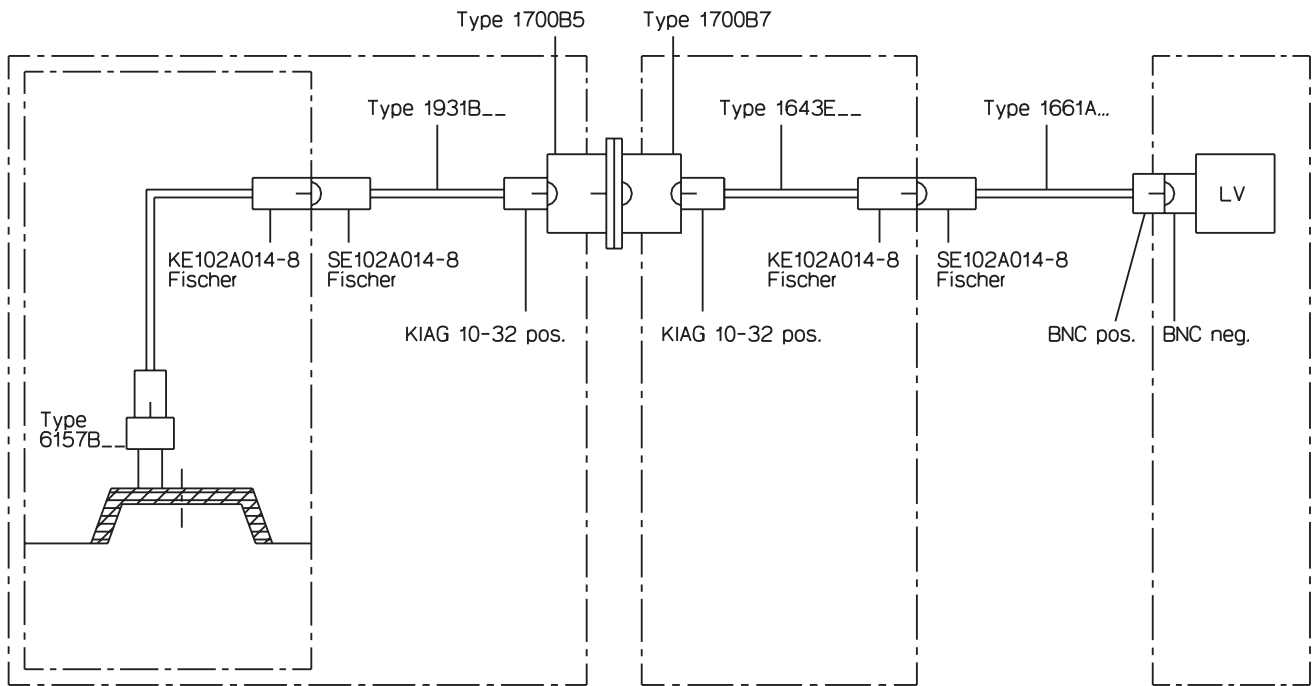 Type 1700B5
Type 1700B7
Type 1931B__
Type 1643E__
Type 1661A...
LV
KE102A014-8
Fischer
SE102A014-8
Fischer
KE102A014-8
Fischer
SE102A014-8
Fischer
KIAG 10-32 pos.
KIAG 10-32 pos.
BNC pos.
BNC neg.
Type
6157B__